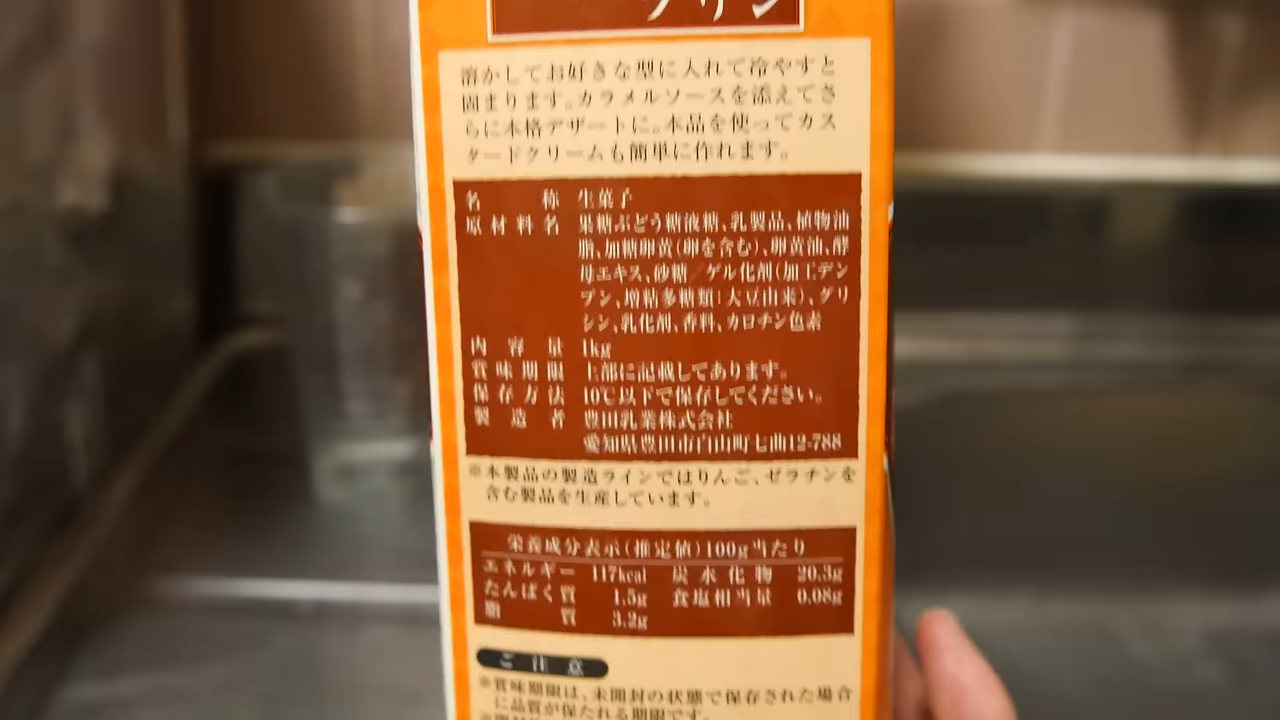 プリン
溶かしてお好きな型に入れて冷やすと
固まります。カラメルソースを添えてさ
らに本格デザートに。本品を使ってカス
タードクリームも簡単に作れます。
名称 生菓子
原材料名 果糖ぶどう糖液糖、乳製品、植物油
脂、加糖卵黄(卵を含む)、卵黄油、酵
母エキス、砂糖／ゲル化剤(加工デン
プン、増粘多糖類:大豆由来)、グリ
シン、乳化剤、香料、カロチン色素
内容量 1kg
賞味期限 上部に記載してあります。
保存方法 10℃以下で保存してください。
製造者 豊田乳業株式会社
愛知県豊田市白山町七曲12-788
※本製品の製造ラインではりんご、ゼラチンを
含む製品を生産しています。
栄養成分表示(推定値)100g当たり
エネルギー 117kcal 炭水化物 20.3g
たんぱく質 1.5g 食塩相当量 0.08g
脂質 3.2g
ご注意
※賞味期限は、未開封の状態で保存された場合
に品質が保たれる期限です。